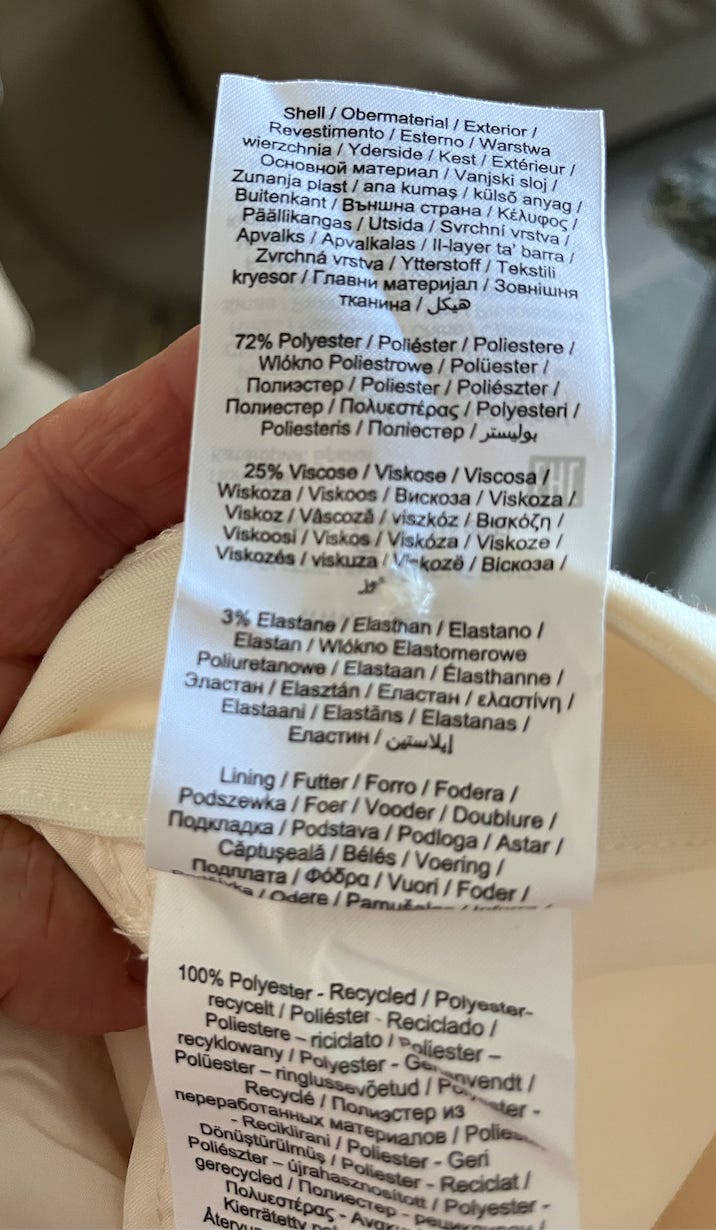 Shell / Obermaterial / Exterior /
Revestimento / Esterno / Warstwa
wierzchnia / Yderside / Kest / Extérieur /
Основной материал / Vanjski sloj /
Zunanja plast / ana kumaş / külső anyag /
Buitenkant / Външна страна / Κέλυφος /
Päällikangas / Utsida / Svrchní vrstva /
Apvalks / Apvalkalas / Il-layer ta' barra /
Zvrchná vrstva / Ytterstoff / Tekstili
kryesor / Главни материјал / Зовнішня
тканина / هيكل
72% Polyester / Poliéster / Poliestere /
Wlókno Poliestrowe / Polüester /
Полиэстер / Poliester / Poliészter /
Полиестер / Πολυεστέρας / Polyesteri /
Poliesteris / Поліестер / بوليستر
25% Viscose / Viskose / Viscosa /
Wiskoza / Viskoos / Вискоза / Viskoza /
Viskoz / Vâscoză / viszkóz / Βισκόζη /
Viskoosi / Viskos / Viskóza / Viskoze /
Viskozés / viskuza / Viskozë / Віскоза /
3% Elastane / Elasthan / Elastano /
Elastan / Wlókno Elastomerowe
Poliuretanowe / Elastaan / Élasthanne /
Эластан / Elasztán / Еластан / ελαστίνη /
Elastaani / Elastāns / Elastanas /
Еластин / إيلاستين
Lining / Futter / Forro / Fodera /
Podszewka / Foer / Vooder / Doublure /
Подкладка / Podstava / Podloga / Astar /
Căptuşeală / Bélés / Voering /
Подплата / Φόδρα / Vuori / Foder /
/ Odere /
100% Polyester - Recycled / Polyester-
recycelt / Poliéster - Reciclado /
Poliestere – riciclato / Poliester –
recyklowany / Polyester - Genanvendt /
Polüester – ringlussevõetud / Polyester -
Recyclé / Полиэстер из
переработанных материалов /
- Reciklirani / Poliester - Geri
Dönüştürülmüş / Poliester - Reciclat /
Poliészter – újrahasznosított / Polyester -
gerecycled / Полиестер -
Πολυεστέρας -
Kierrätetty